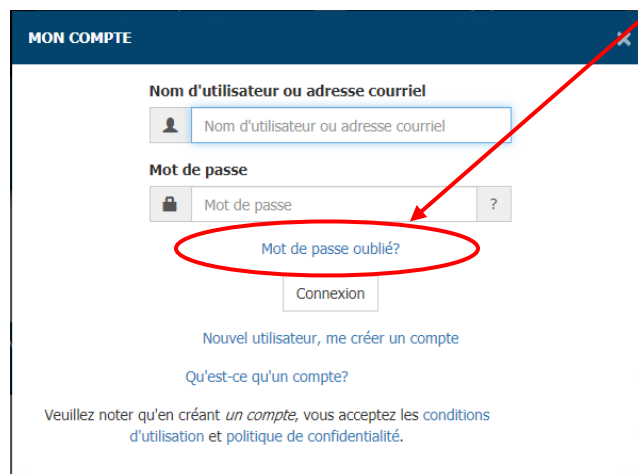 MON COMPTE
Nom d'utilisateur ou adresse courriel
Nom d'utilisateur ou adresse courriel
Mot de passe
Mot de passe ?
Mot de passe oublié?
Connexion
Nouvel utilisateur, me créer un compte
Qu'est-ce qu'un compte?
Veuillez noter qu'en créant un compte, vous acceptez les conditions
d'utilisation et politique de confidentialité.